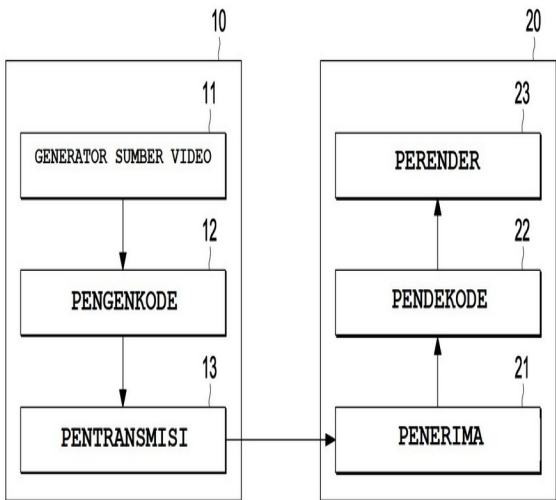 10
11
GENERATOR SUMBER VIDEO
12
PENGENKODE
13
PENTRANSMISI
20
23
PERENDER
22
PENDEKODE
21
PENERIMA